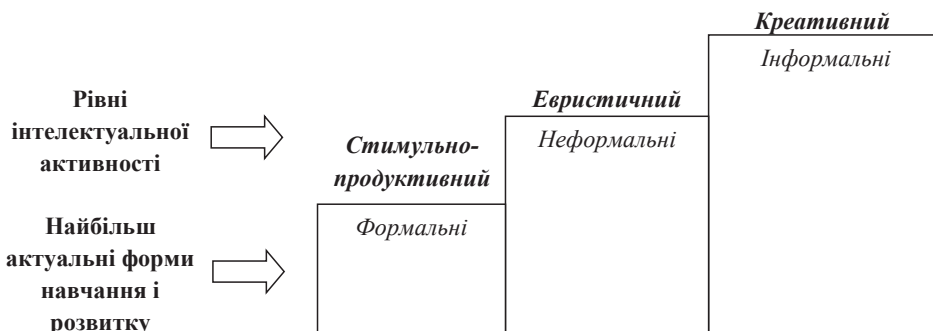 Креативний
Інформальні
Рівні
інтелектуальної
активності
Евристичний
Неформальні
Стимульно-
продуктивний
Формальні
Найбільш
актуальні форми
навчання і
розвитку